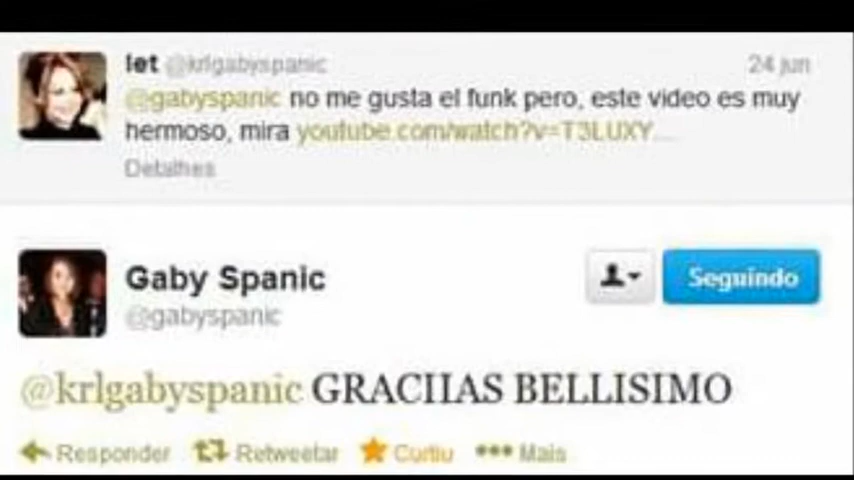 let @krlgabyspanic 24 jun
@gabyspanic no me gusta el funk pero, este video es muy
hermoso, mira youtube.com/watch?v=T3LUXY...
Detalhes
Gaby Spanic
Seguindo
@gabyspanic
@krlgabyspanic GRACIIAS BELLISIMO
Responder Retweetar Curtiu Mais